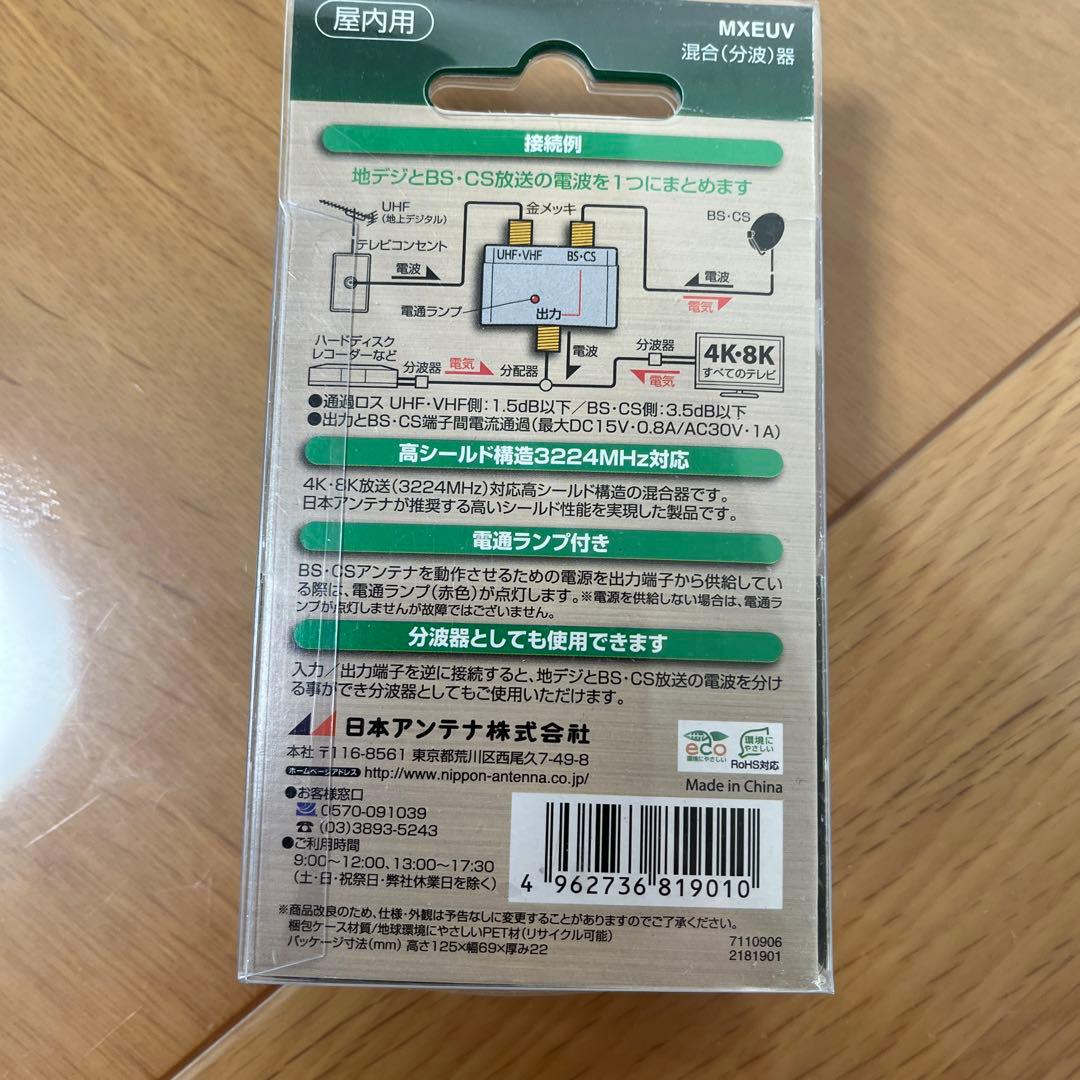 屋内用
MXEUV
混合(分波)器
接続例
地デジとBS・CS放送の電波を1つにまとめます
UHF
(地上デジタル)
金メッキ
BS・CS
テレビコンセント
UHF・VHF
BS・CS
電波
電波
電気
電通ランプ
出力
ハードディスク
レコーダーなど
分波器
電気
分配器
電波
分波器
電気
4K・8K
すべてのテレビ
●通過ロス UHF・VHF側:1.5dB以下/BS・CS側:3.5dB以下
●出力とBS・CS端子間電流通過(最大DC15V・0.8A/AC30V・1A)
高シールド構造3224MHz対応
4K・8K放送(3224MHz)対応高シールド構造の混合器です。
日本アンテナが推奨する高いシールド性能を実現した製品です。
電通ランプ付き
BS・CSアンテナを動作させるための電源を出力端子から供給してい
る際は、電通ランプ(赤色)が点灯します。※電源を供給しない場合は、電通ラ
ンプが点灯しませんが故障ではございません。
分波器としても使用できます
入力/出力端子を逆に接続すると、地デジとBS・CS放送の電波を分け
る事ができ分波器としてもご使用いただけます。
日本アンテナ株式会社
本社 〒116-8561 東京都荒川区西尾久7-49-8
ホームページアドレス http://www.nippon-antenna.co.jp/
eco
環境にやさしい
環境に
やさしい
RoHS対応
Made in China
●お客様窓口
0570-091039
☎ (03)3893-5243
●ご利用時間
9:00~12:00、13:00~17:30
(土・日・祝祭日・弊社休業日を除く)
4 962736 819010
※商品改良のため、仕様・外観は予告なしに変更することがありますのでご了承ください。
梱包ケース材質/地球環境にやさしいPET材(リサイクル可能)
パッケージ寸法(mm) 高さ125×幅69×厚み22
7110906
2181901